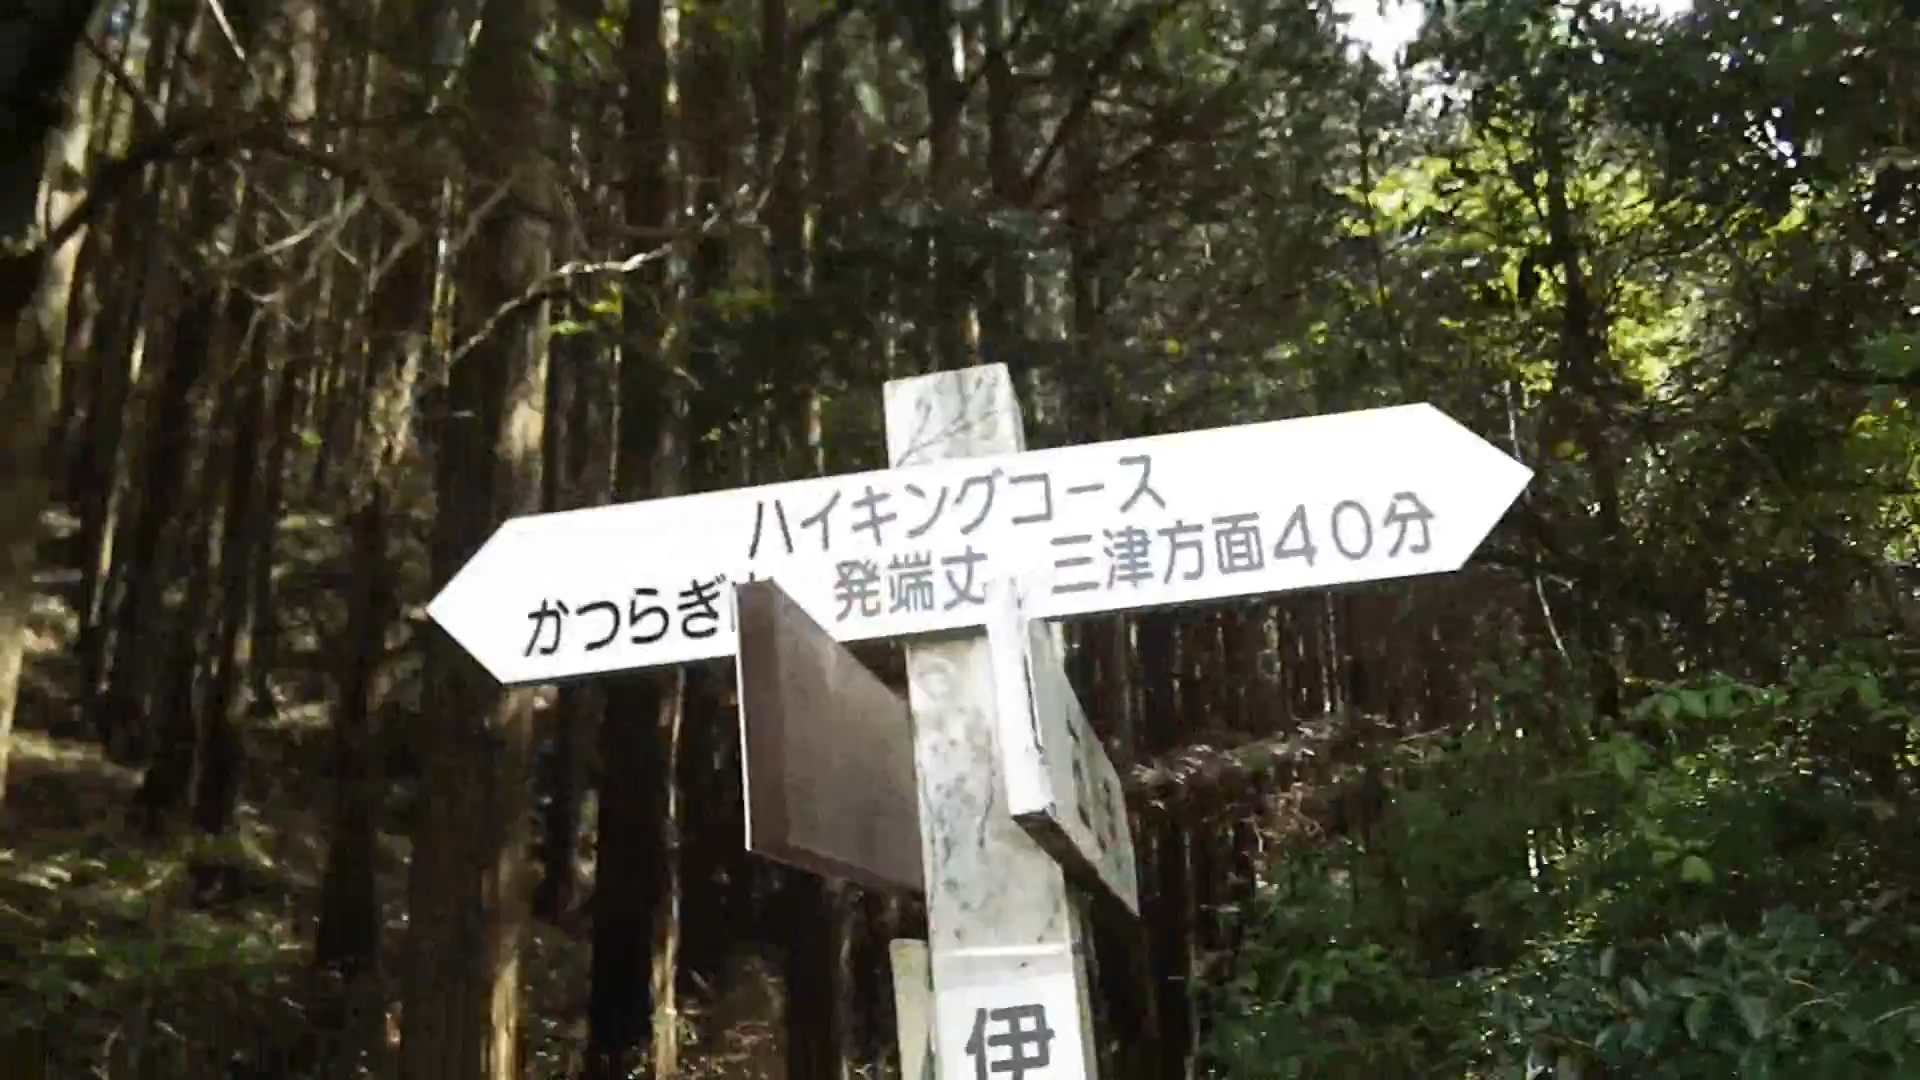 ハイキングコース
かつらぎ 発端丈 三津方面40分
伊